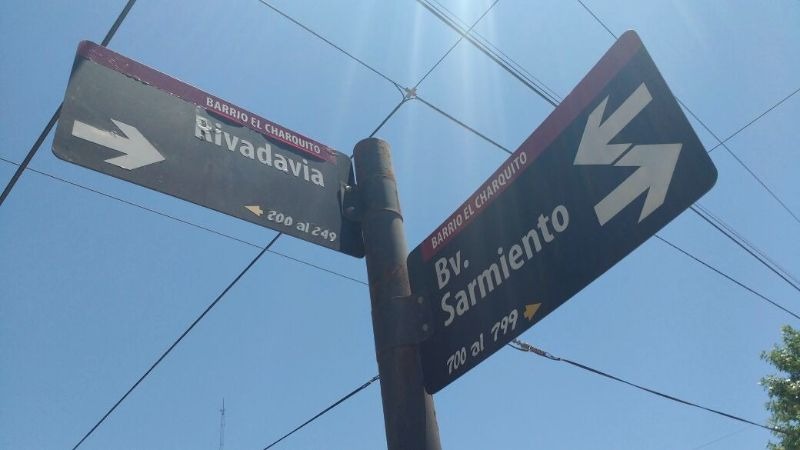 BARRIO EL CHARQUITO
Rivadavia
200 al 249
BARRIO EL CHARQUITO
Bv.
Sarmiento
700 al 799